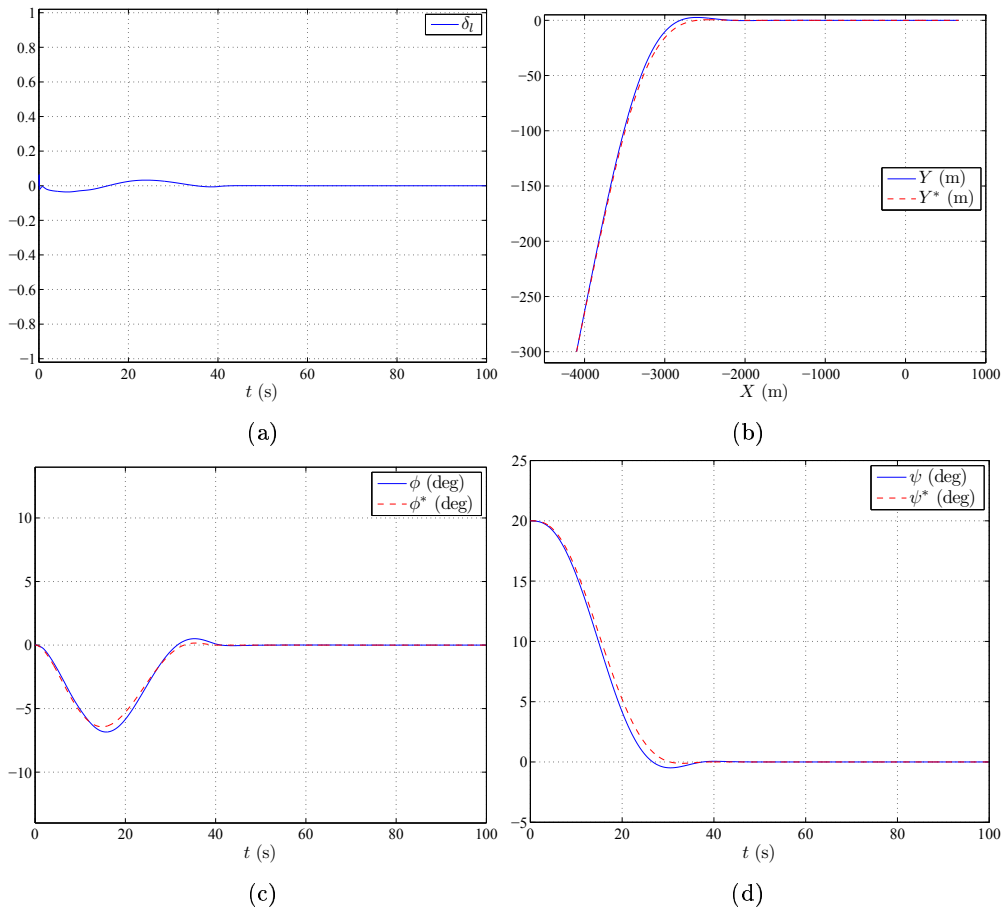 1
0.8
0.6
0.4
0.2
0
−0.2
−0.4
−0.6
−0.8
−1
δ_l
0 20 40 60 80 100
t (s)
(a)
0
−50
−100
−150
−200
−250
−300
Y (m)
Y* (m)
−4000 −3000 −2000 −1000 0 1000
X (m)
(b)
10
5
0
−5
−10
ϕ (deg)
ϕ* (deg)
0 20 40 60 80 100
t (s)
(c)
25
20
15
10
5
0
−5
ψ (deg)
ψ* (deg)
0 20 40 60 80 100
t (s)
(d)